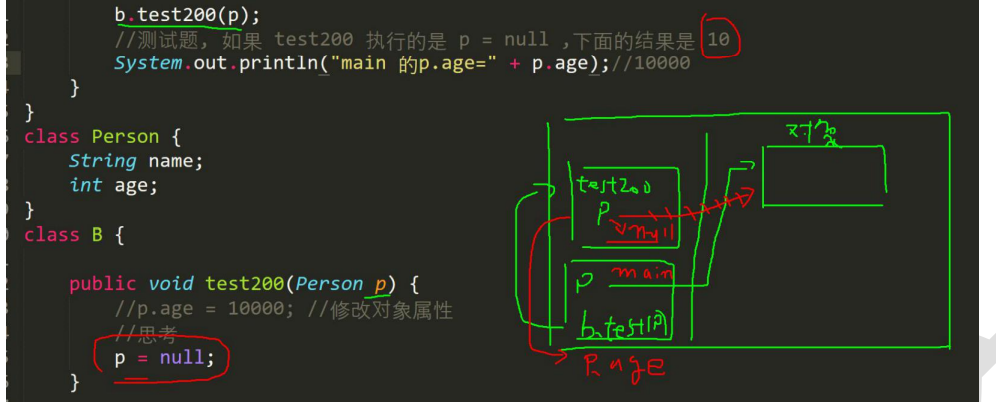 b.test200(p);
//测试题, 如果 test200 执行的是 p = null ,下面的结果是 10
System.out.println("main 的p.age=" + p.age);//10000
}
}
class Person {
String name;
int age;
}
class B {
public void test200(Person p) {
//p.age = 10000; //修改对象属性
//思考
p = null;
}
对象
test200
p
null
p main
b.test(p)
P.age